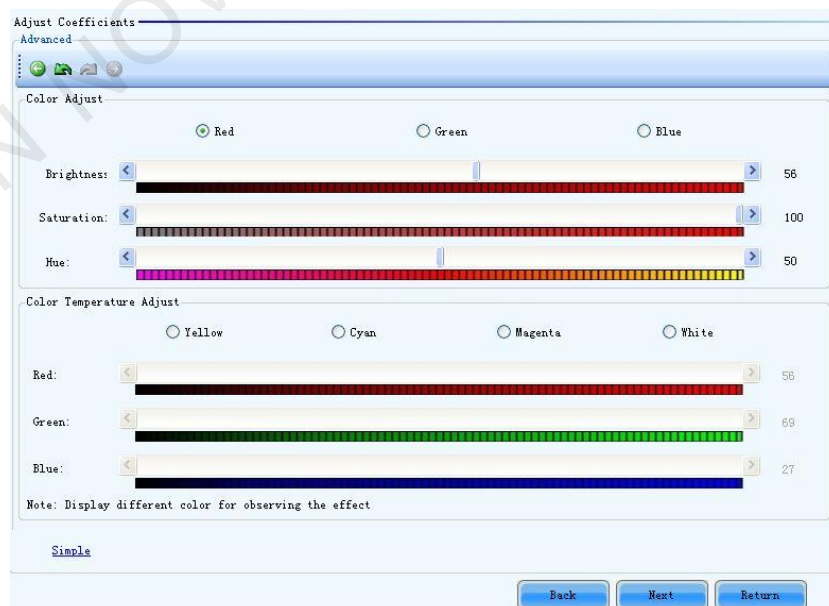 Adjust Coefficients
Advanced
Color Adjust
Red Green Blue
Brightness 56
Saturation: 100
Hue: 50
Color Temperature Adjust
Yellow Cyan Magenta White
Red: 56
Green: 69
Blue: 27
Note: Display different color for observing the effect
Simple
Back Next Return